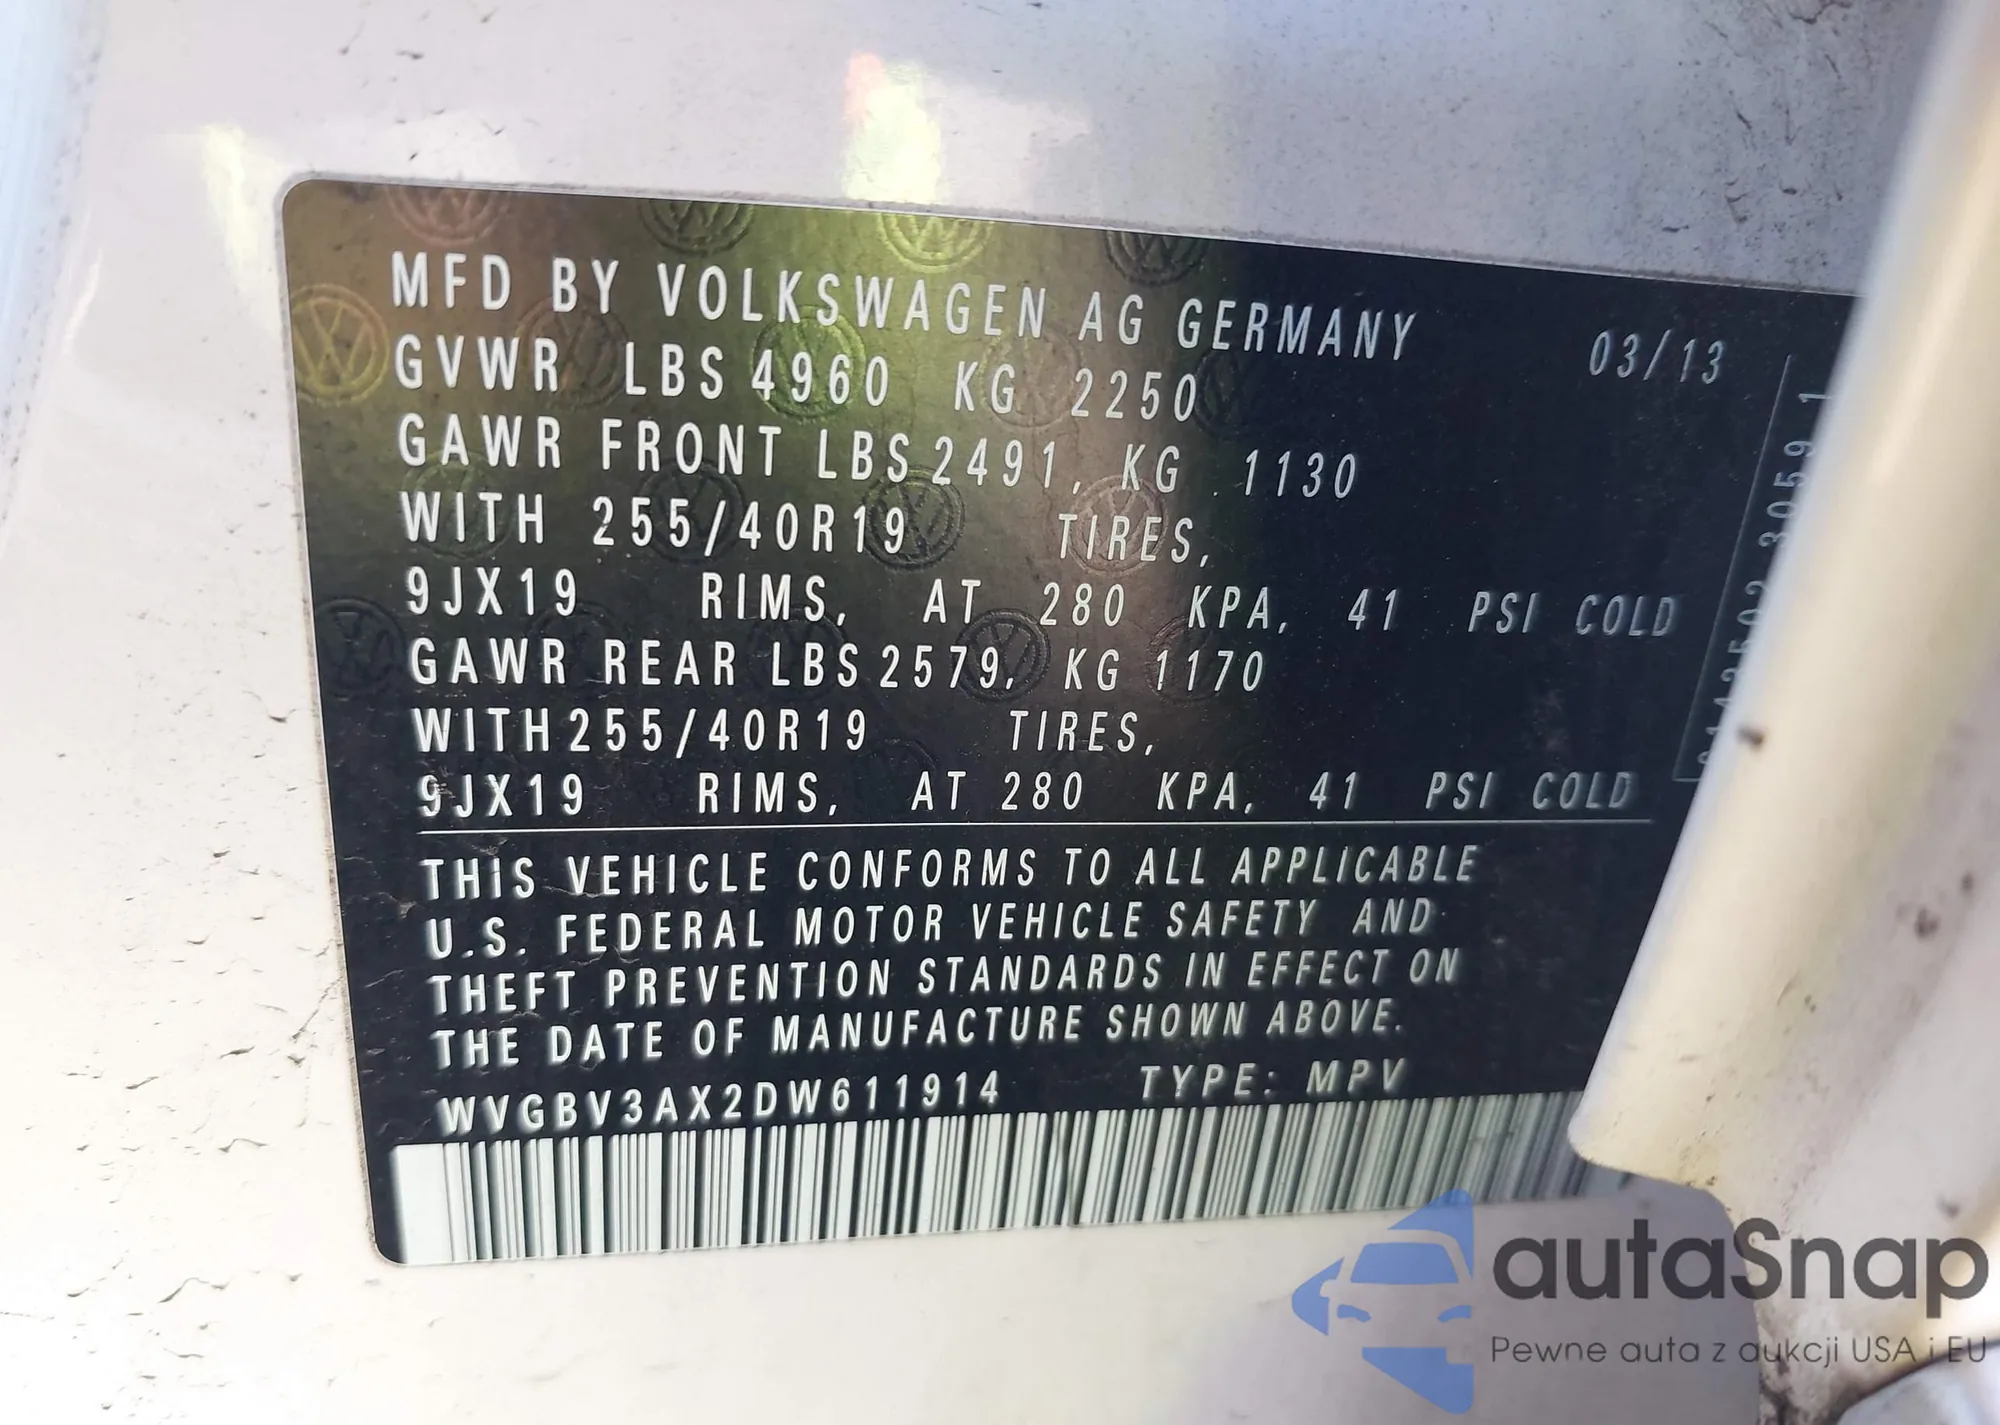 MFD BY VOLKSWAGEN AG GERMANY 03/13
GVWR LBS 4960 KG 2250
GAWR FRONT LBS 2491, KG 1130
WITH 255/40R19 TIRES,
9JX19 RIMS, AT 280 KPA, 41 PSI COLD
GAWR REAR LBS 2579, KG 1170
WITH 255/40R19 TIRES,
9JX19 RIMS, AT 280 KPA, 41 PSI COLD
THIS VEHICLE CONFORMS TO ALL APPLICABLE
U.S. FEDERAL MOTOR VEHICLE SAFETY AND
THEFT PREVENTION STANDARDS IN EFFECT ON
THE DATE OF MANUFACTURE SHOWN ABOVE.
WVGBV3AX2DW611914 TYPE: MPV
autaSnap
Pewne auta z aukcji USA i EU